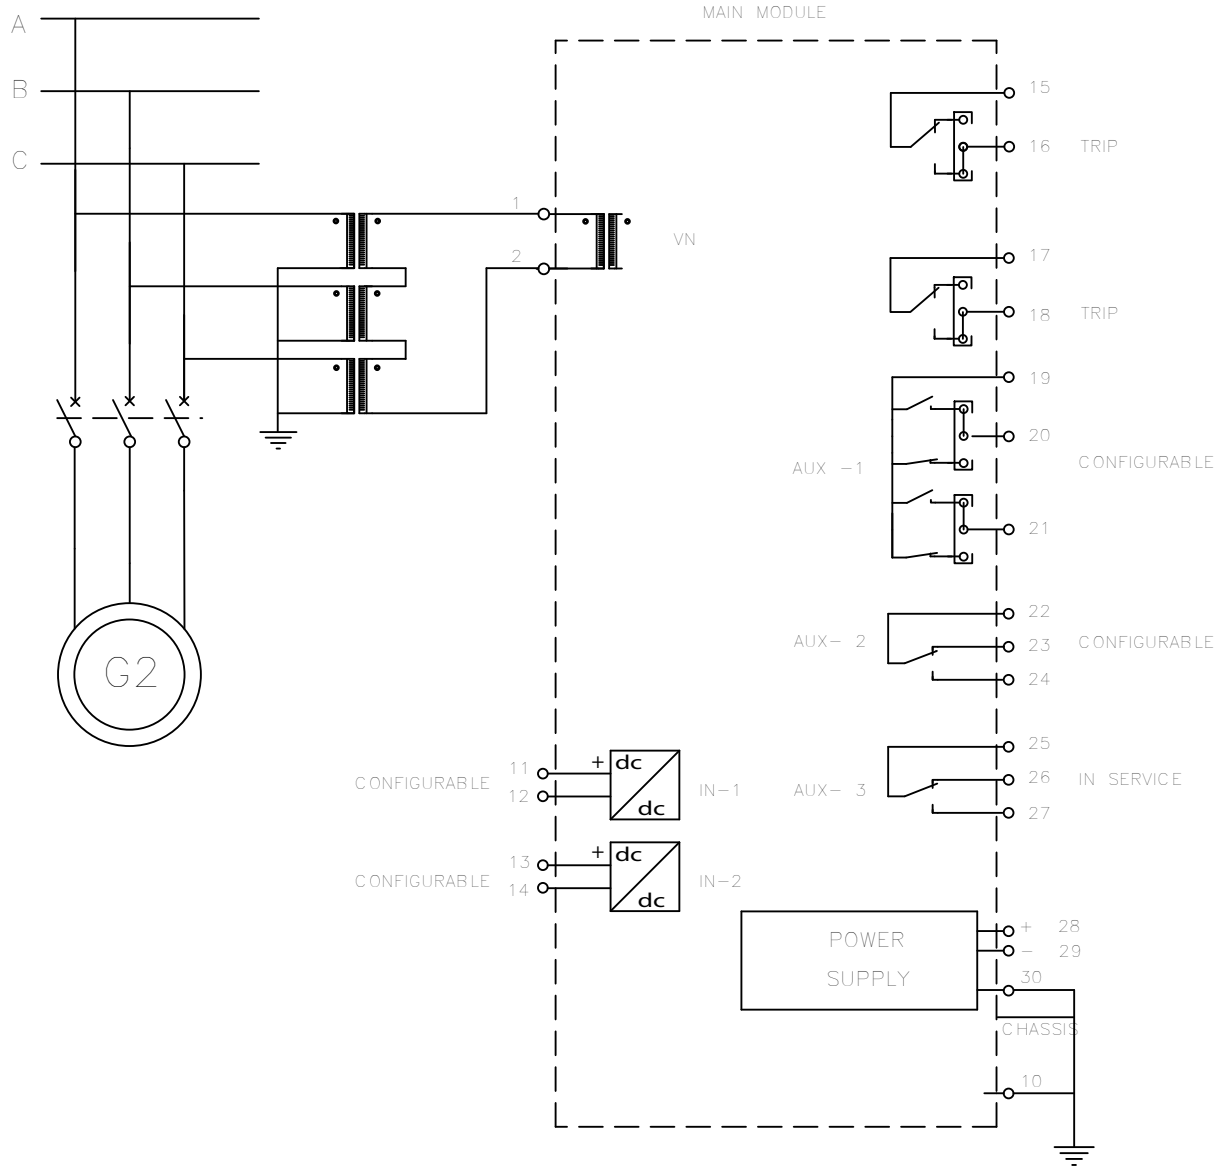 MAIN MODULE
A
B
C
1
2
VN
15
16 TRIP
17
18 TRIP
19
20
AUX -1
CONFIGURABLE
21
22
AUX- 2
23 CONFIGURABLE
24
25
AUX- 3
26 IN SERVICE
27
G2
CONFIGURABLE
11
12
+
dc
dc
IN-1
CONFIGURABLE
13
14
+
dc
dc
IN-2
POWER
SUPPLY
+ 28
- 29
30
CHASSIS
10